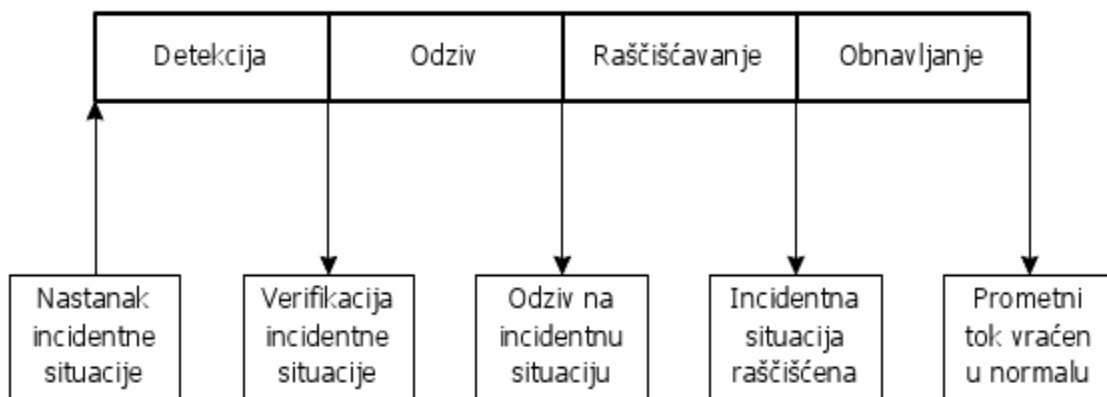 Detekcija
Odziv
Raščišćavanje
Obnavljanje
Nastanak
incidentne
situacije
Verifikacija
incidentne
situacije
Odziv na
incidentnu
situaciju
Incidentna
situacija
raščišćena
Prometni
tok vraćen
u normalu